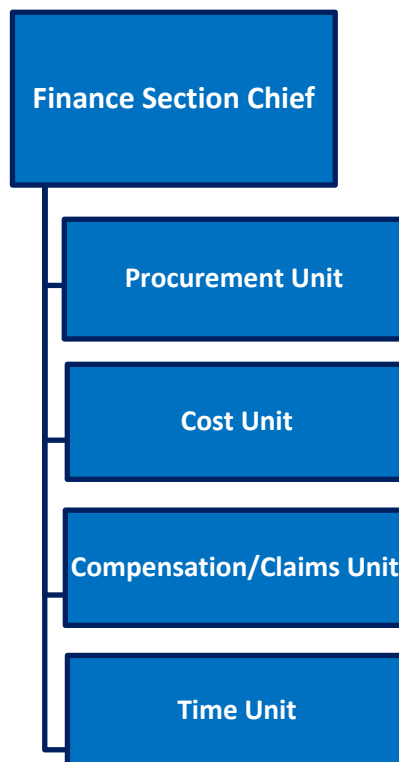 Finance Section Chief
Procurement Unit
Cost Unit
Compensation/Claims Unit
Time Unit